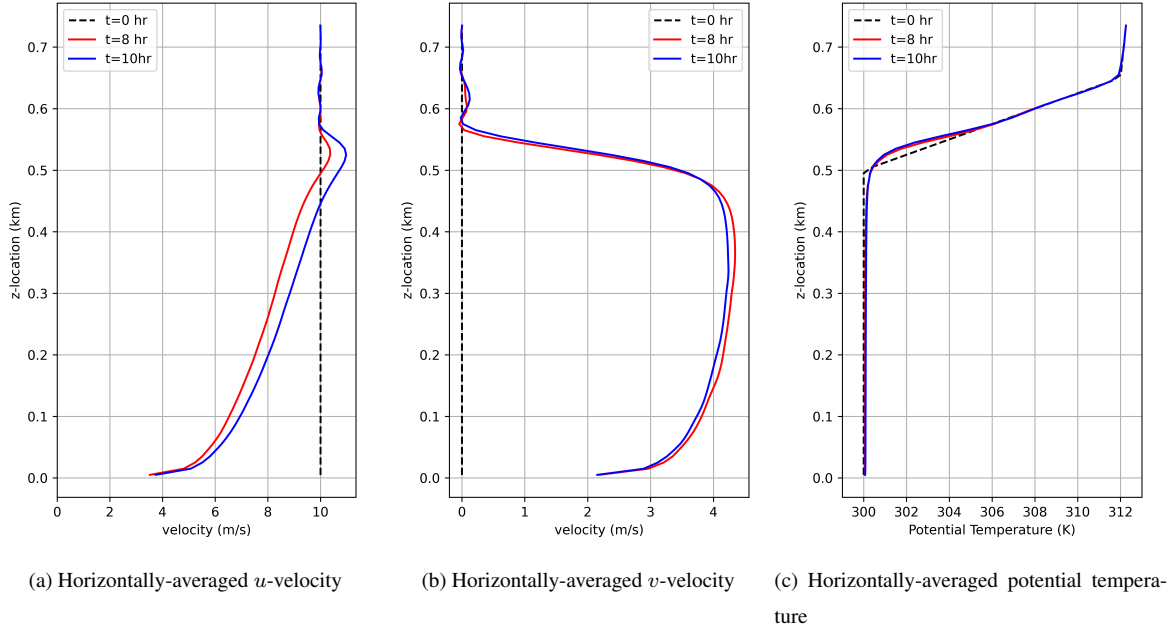 t=0 hr
t=8 hr
t=10hr
0.7
0.6
0.5
0.4
0.3
0.2
0.1
0.0
z-location (km)
0 2 4 6 8 10
velocity (m/s)
(a) Horizontally-averaged u-velocity
t=0 hr
t=8 hr
t=10hr
0.7
0.6
0.5
0.4
0.3
0.2
0.1
0.0
z-location (km)
0 1 2 3 4
velocity (m/s)
(b) Horizontally-averaged v-velocity
t=0 hr
t=8 hr
t=10hr
0.7
0.6
0.5
0.4
0.3
0.2
0.1
0.0
z-location (km)
300 302 304 306 308 310 312
Potential Temperature (K)
(c) Horizontally-averaged potential tempera-
ture